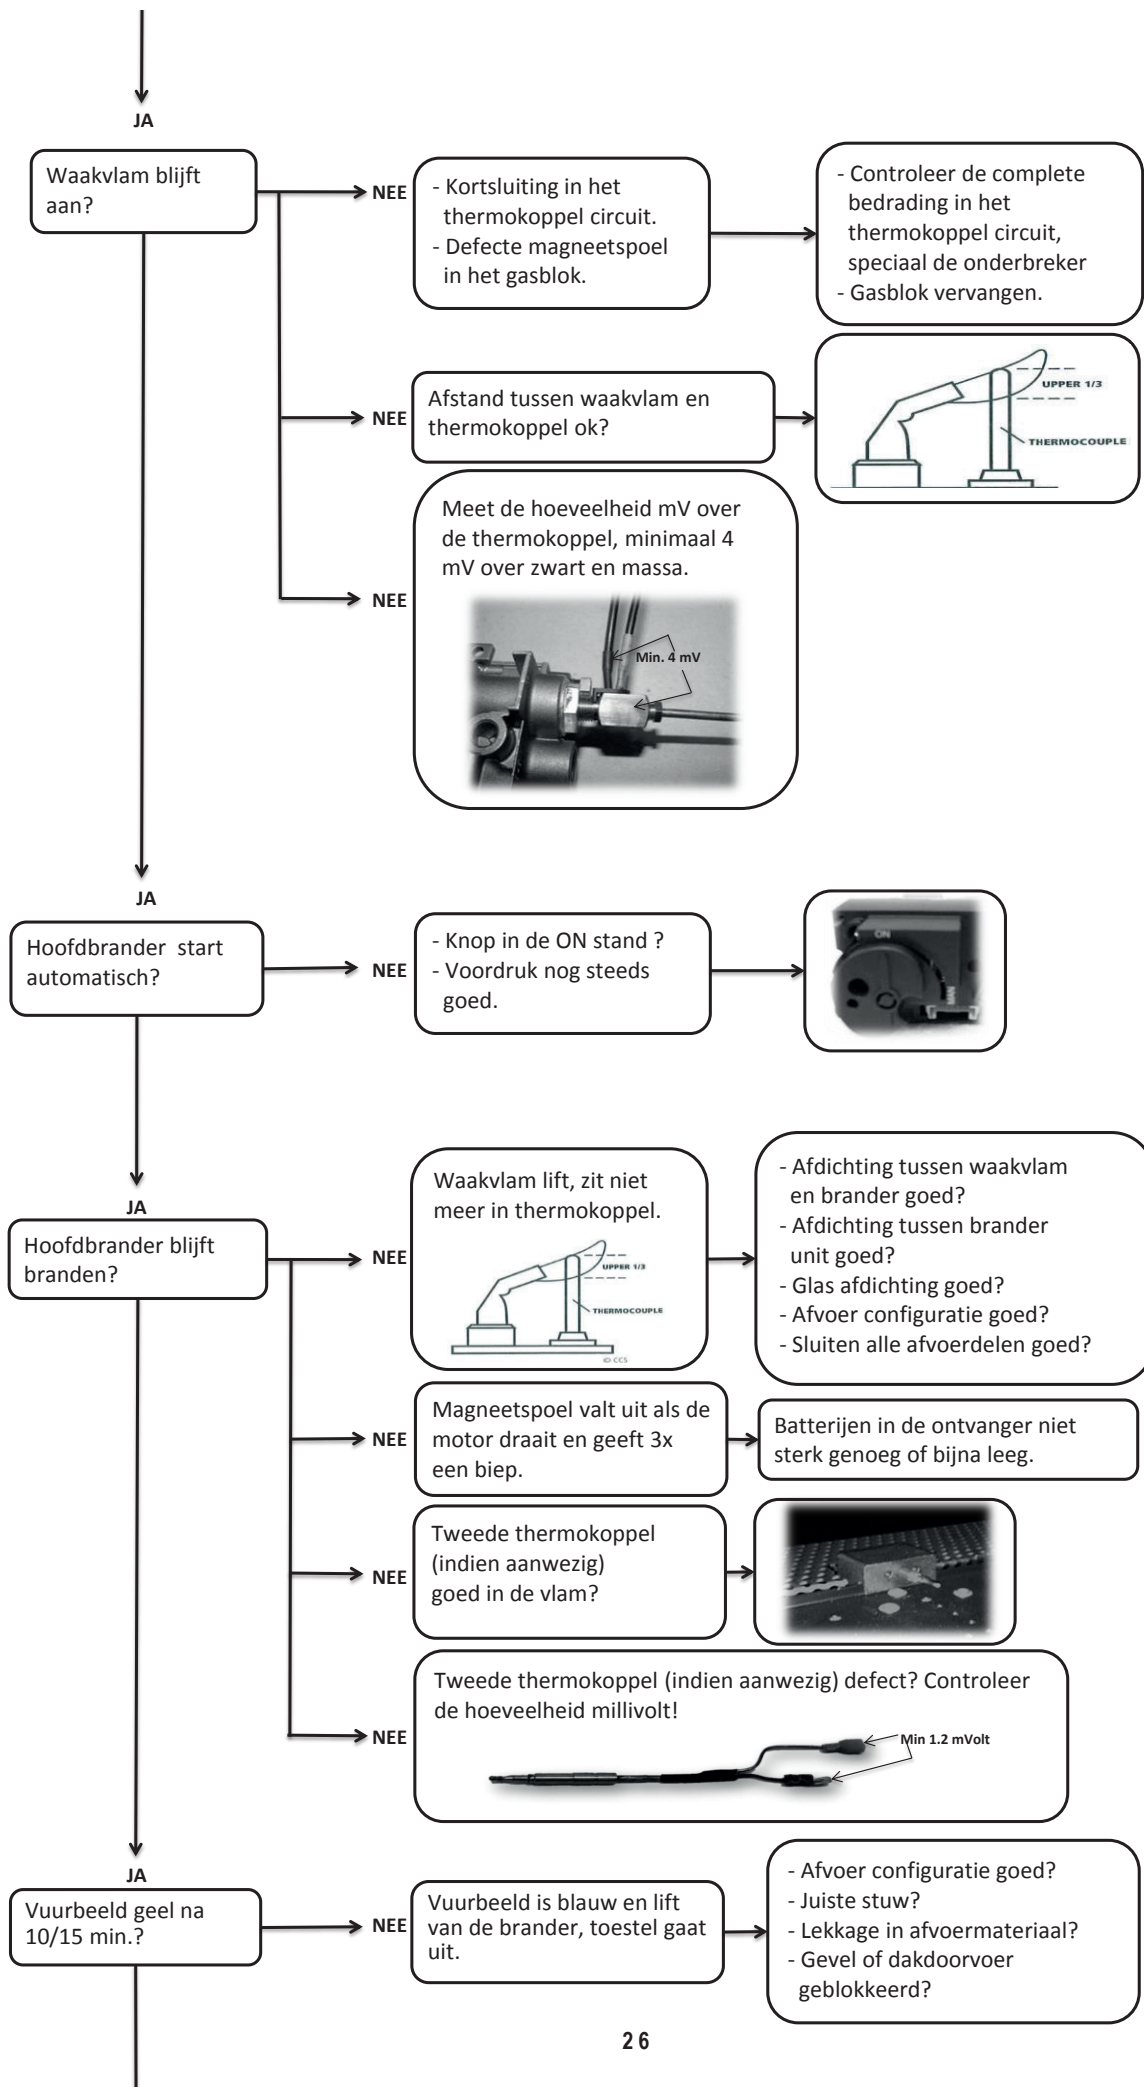 JA
Waakvlam blijft
aan?
NEE
- Kortsluiting in het
thermokoppel circuit.
- Defecte magneetspoel
in het gasblok.
- Controleer de complete
bedrading in het
thermokoppel circuit,
speciaal de onderbreker
- Gasblok vervangen.
NEE
Afstand tussen waakvlam en
thermokoppel ok?
UPPER 1/3
THERMOCOUPLE
NEE
Meet de hoeveelheid mV over
de thermokoppel, minimaal 4
mV over zwart en massa.
Min. 4 mV
JA
Hoofdbrander start
automatisch?
NEE
- Knop in de ON stand ?
- Voordruk nog steeds
goed.
ON
MAN
JA
Hoofdbrander blijft
branden?
NEE
Waakvlam lift, zit niet
meer in thermokoppel.
UPPER 1/3
THERMOCOUPLE
© CCS
- Afdichting tussen waakvlam
en brander goed?
- Afdichting tussen brander
unit goed?
- Glas afdichting goed?
- Afvoer configuratie goed?
- Sluiten alle afvoerdelen goed?
NEE
Magneetspoel valt uit als de
motor draait en geeft 3x
een biep.
Batterijen in de ontvanger niet
sterk genoeg of bijna leeg.
NEE
Tweede thermokoppel
(indien aanwezig)
goed in de vlam?
NEE
Tweede thermokoppel (indien aanwezig) defect? Controleer
de hoeveelheid millivolt!
Min 1.2 mVolt
JA
Vuurbeeld geel na
10/15 min.?
NEE
Vuurbeeld is blauw en lift
van de brander, toestel gaat
uit.
- Afvoer configuratie goed?
- Juiste stuw?
- Lekkage in afvoermateriaal?
- Gevel of dakdoorvoer
geblokkeerd?
26